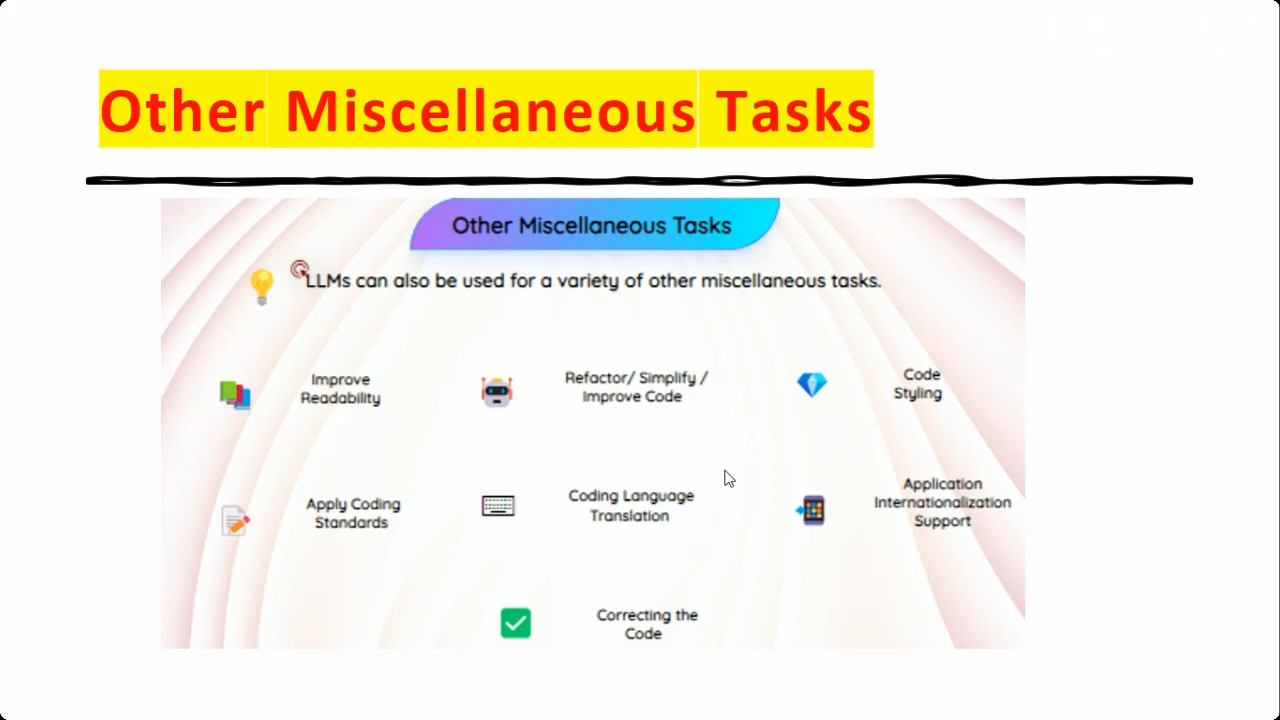 Other Miscellaneous Tasks
Other Miscellaneous Tasks
LLMs can also be used for a variety of other miscellaneous tasks.
Improve
Readability
Refactor/ Simplify /
Improve Code
Code
Styling
Apply Coding
Standards
Coding Language
Translation
Application
Internationalization
Support
Correcting the
Code